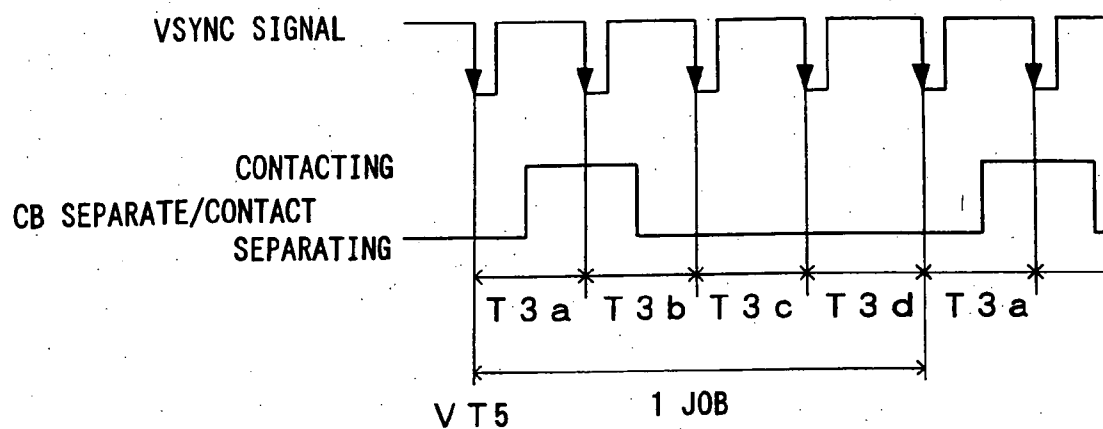 VSYNC SIGNAL
CONTACTING
CB SEPARATE/CONTACT
SEPARATING
T3a T3b T3c T3d T3a
1 JOB
VT5